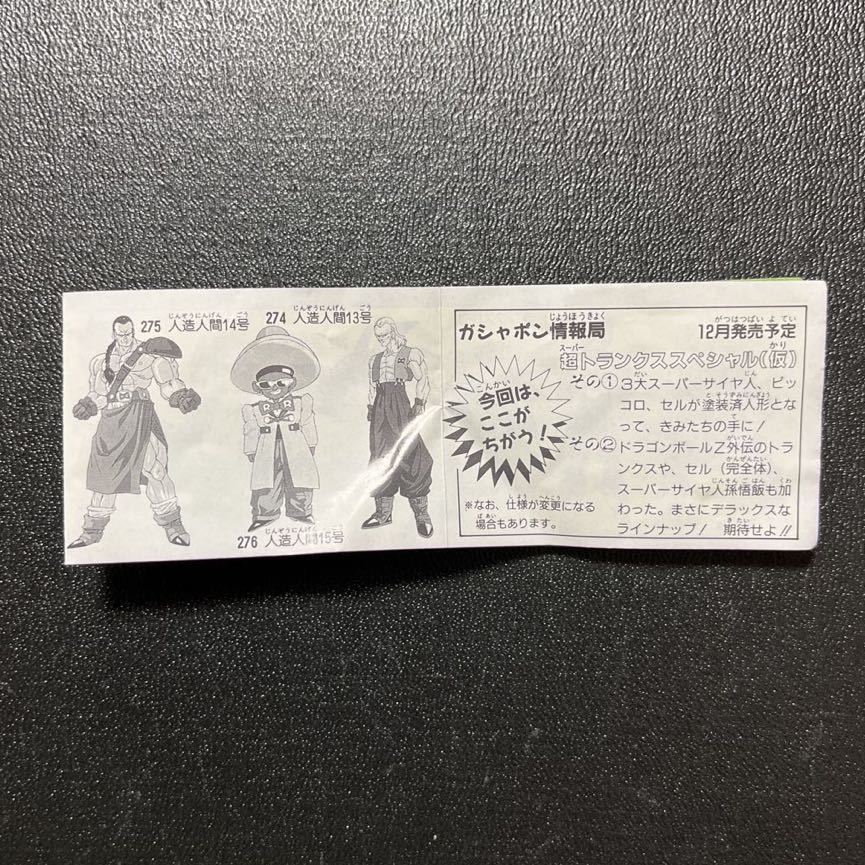 275 人造人間14号
274 人造人間13号
276 人造人間15号
ガシャポン情報局
12月発売予定
超トランクススペシャル(仮)
今回は、
ここが
ちがう！
その① 3大スーパーサイヤ人、ピッ
コロ、セルが塗装済人形とな
って、きみたちの手に！
その② ドラゴンボールZ外伝のトラ
ンクスや、セル(完全体)、
スーパーサイヤ人孫悟飯も加
わった。まさにデラックスな
ラインナップ！ 期待せよ!!
※なお、仕様が変更になる
場合もあります。